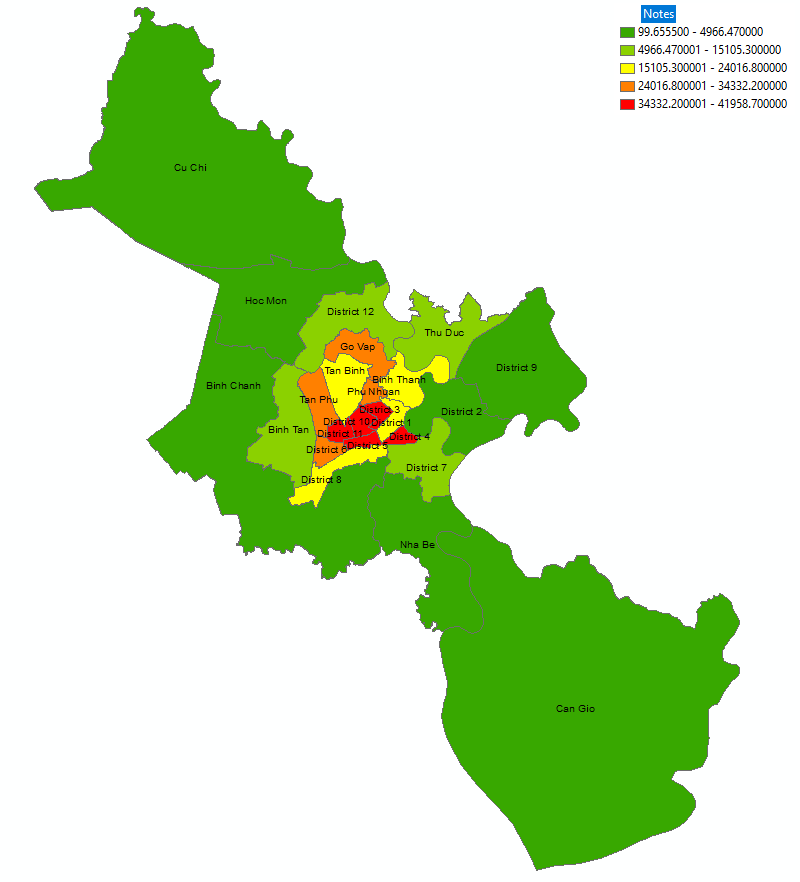 Notes
99.655500 - 4966.470000
4966.470001 - 15105.300000
15105.300001 - 24016.800000
24016.800001 - 34332.200000
34332.200001 - 41958.700000
Cu Chi
Hoc Mon
District 12
Thu Duc
Go Vap
District 9
Tan Binh
Binh Thanh
Binh Chanh
Phu Nhuan
Tan Phu
District 3
District 2
District 10
District 1
Binh Tan
District 11
District 4
District 5
District 6
District 7
District 8
Nha Be
Can Gio